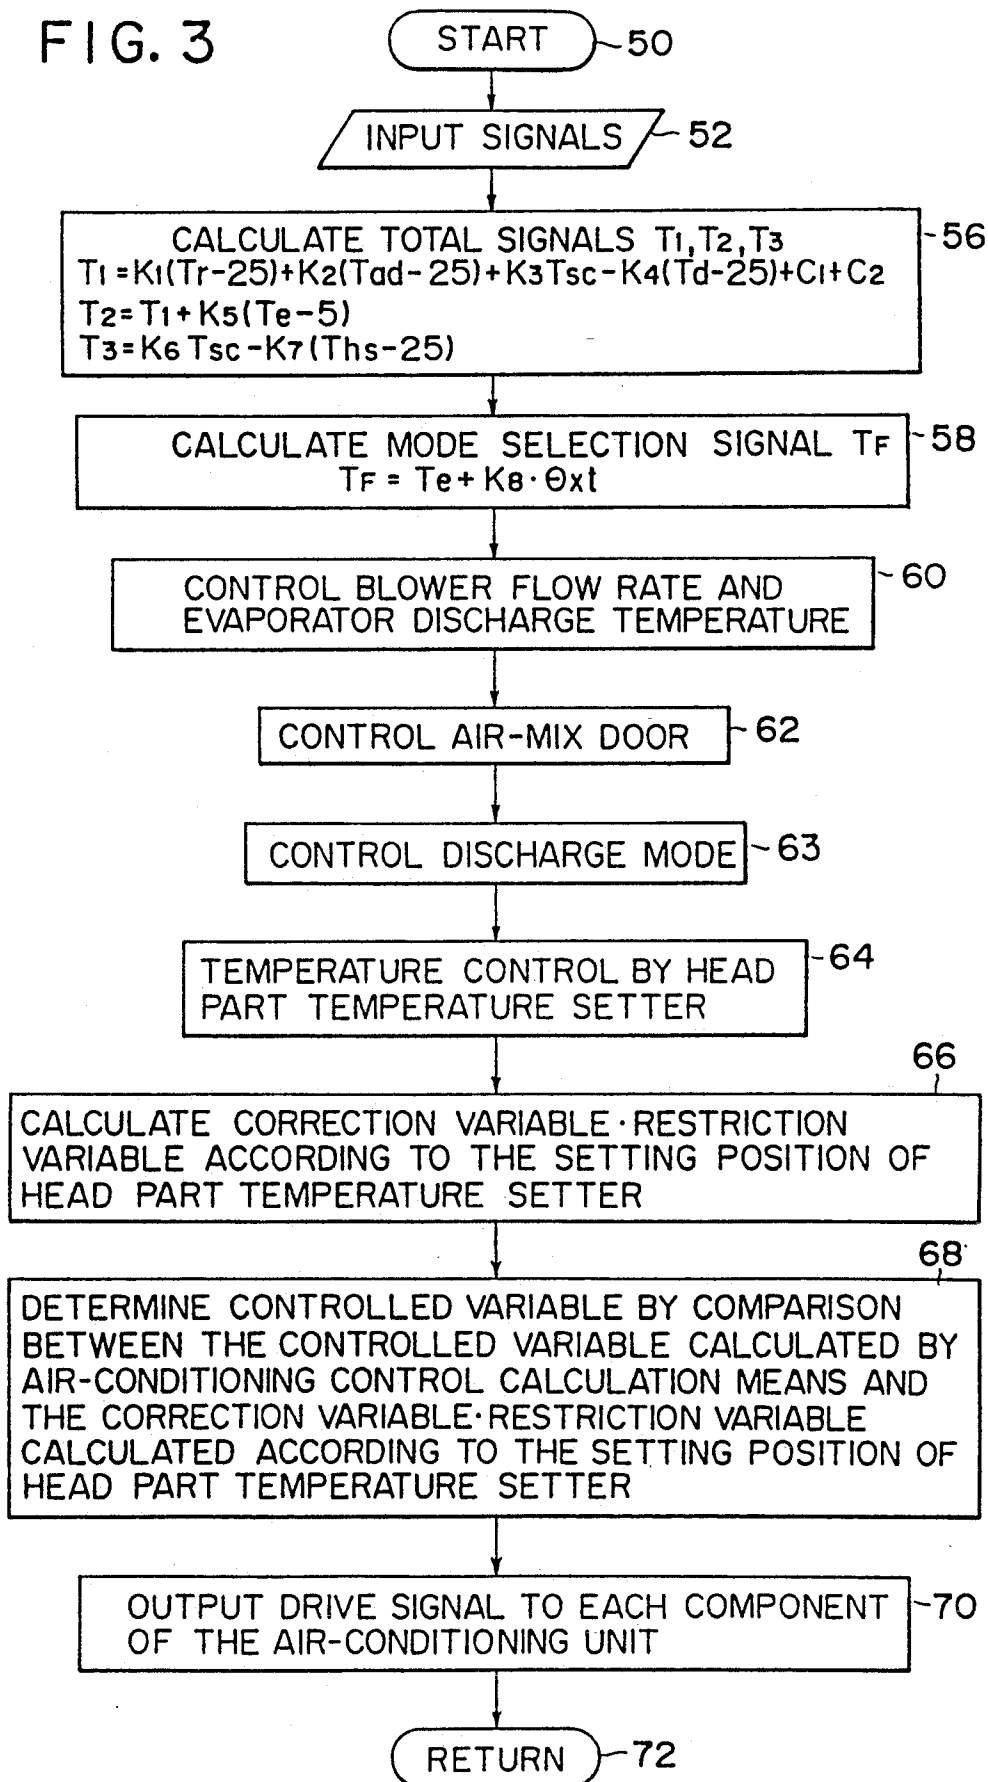 FIG. 3
START
50
INPUT SIGNALS
52
CALCULATE TOTAL SIGNALS T1, T2, T3
56
T1 = K1(Tr-25)+K2(Tad-25)+K3Tsc-K4(Td-25)+C1+C2
T2=T1+K5(Te-5)
T3=K6 Tsc-K7(Ths-25)
CALCULATE MODE SELECTION SIGNAL TF
58
TF = Te+K8·Θxt
CONTROL BLOWER FLOW RATE AND
60
EVAPORATOR DISCHARGE TEMPERATURE
CONTROL AIR-MIX DOOR
62
CONTROL DISCHARGE MODE
63
TEMPERATURE CONTROL BY HEAD
64
PART TEMPERATURE SETTER
66
CALCULATE CORRECTION VARIABLE·RESTRICTION
VARIABLE ACCORDING TO THE SETTING POSITION OF
HEAD PART TEMPERATURE SETTER
68
DETERMINE CONTROLLED VARIABLE BY COMPARISON
BETWEEN THE CONTROLLED VARIABLE CALCULATED BY
AIR-CONDITIONING CONTROL CALCULATION MEANS AND
THE CORRECTION VARIABLE·RESTRICTION VARIABLE
CALCULATED ACCORDING TO THE SETTING POSITION OF
HEAD PART TEMPERATURE SETTER
OUTPUT DRIVE SIGNAL TO EACH COMPONENT
70
OF THE AIR-CONDITIONING UNIT
RETURN
72